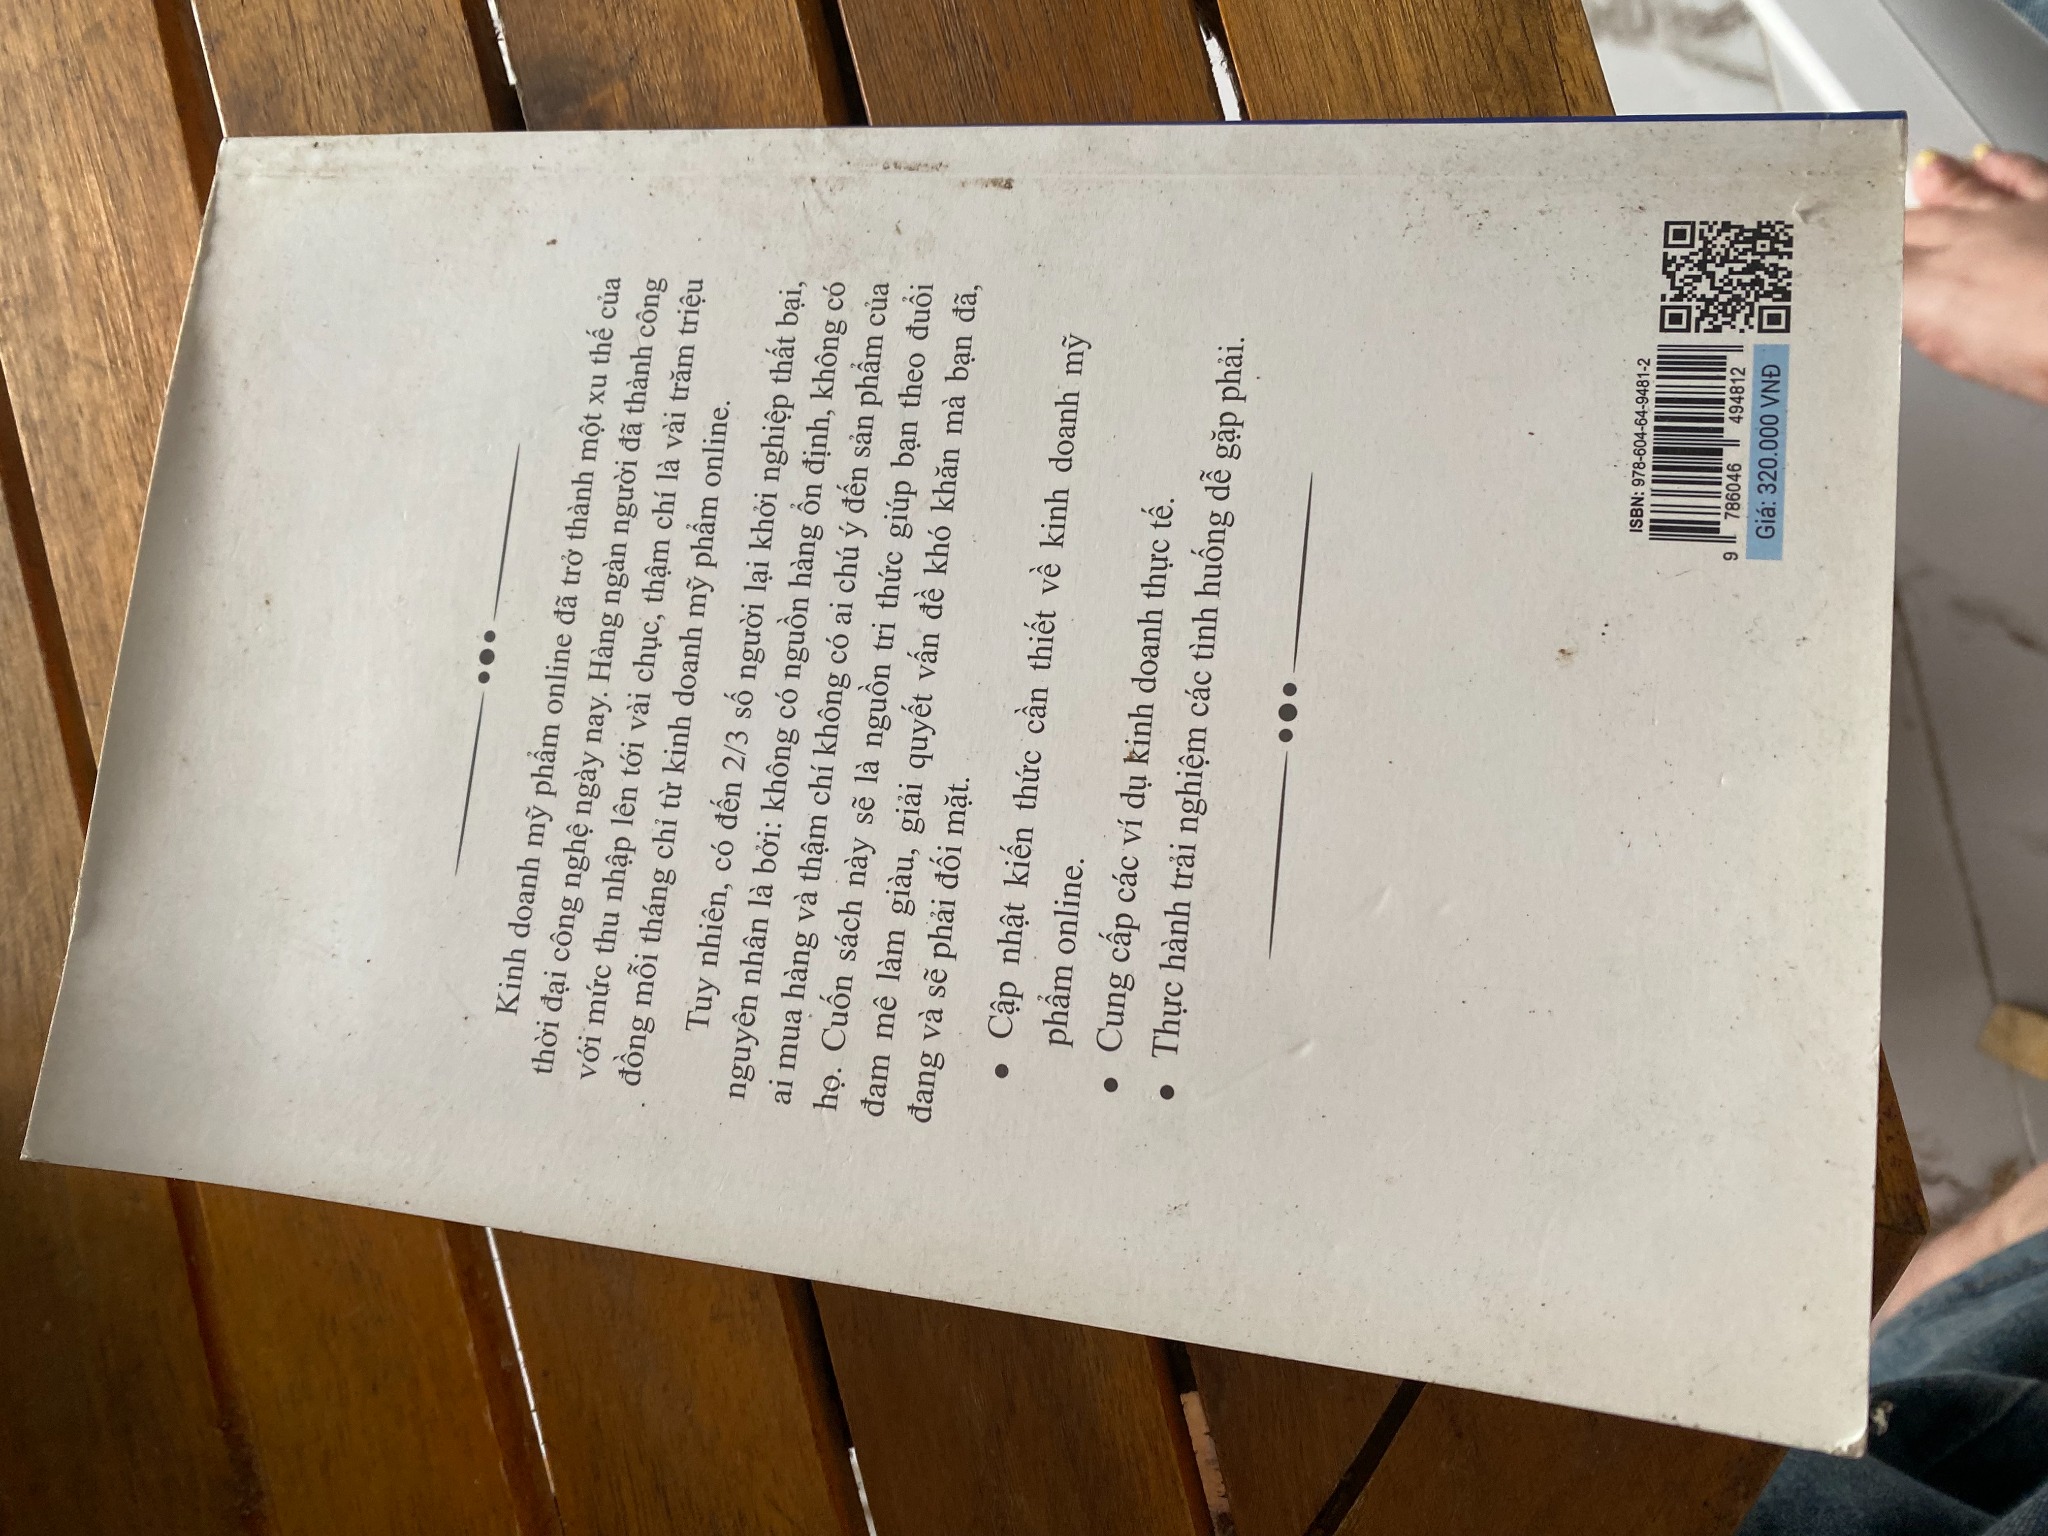 Kinh doanh mỹ phẩm online đã trở thành một xu thế của
thời đại công nghệ ngày nay. Hàng ngàn người đã thành công
với mức thu nhập lên tới vài chục, thậm chí là vài trăm triệu
đồng mỗi tháng chỉ từ kinh doanh mỹ phẩm online.
Tuy nhiên, có đến 2/3 số người lại khởi nghiệp thất bại,
nguyên nhân là bởi: không có nguồn hàng ổn định, không có
ai mua hàng và thậm chí không có ai chú ý đến sản phẩm của
họ. Cuốn sách này sẽ là nguồn tri thức giúp bạn theo đuổi
đam mê làm giàu, giải quyết vấn đề khó khăn mà bạn đã,
đang và sẽ phải đối mặt.
• Cập nhật kiến thức cần thiết về kinh doanh mỹ
phẩm online.
• Cung cấp các ví dụ kinh doanh thực tế.
• Thực hành trải nghiệm các tình huống dễ gặp phải.
ISBN: 978-604-64-9481-2
9 786046 494812
Giá: 320.000 VNĐ